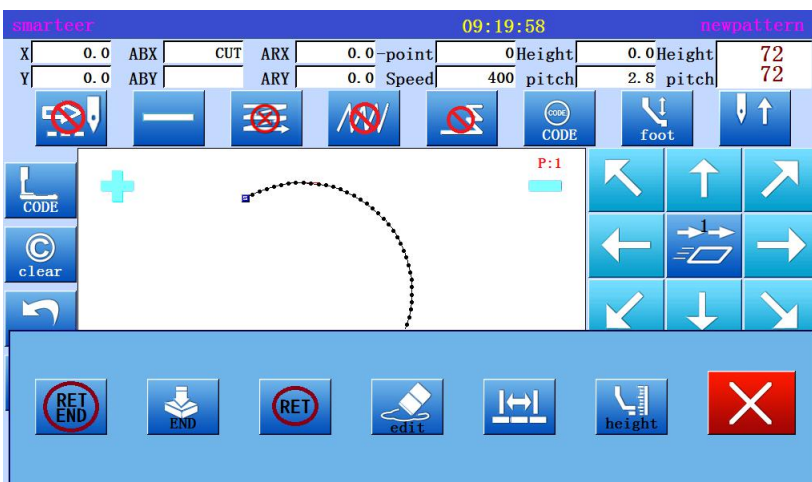 smarteer 09:19:58 newpattern
X 0.0 ABX CUT ARX 0.0 -point 0 Height 0.0 Height 72
Y 0.0 ABY ARY 0.0 Speed 400 pitch 2.8 pitch 72
CODE
CODE foot
P:1
CODE
1
C
clear
RET
END
END
RET
edit
height